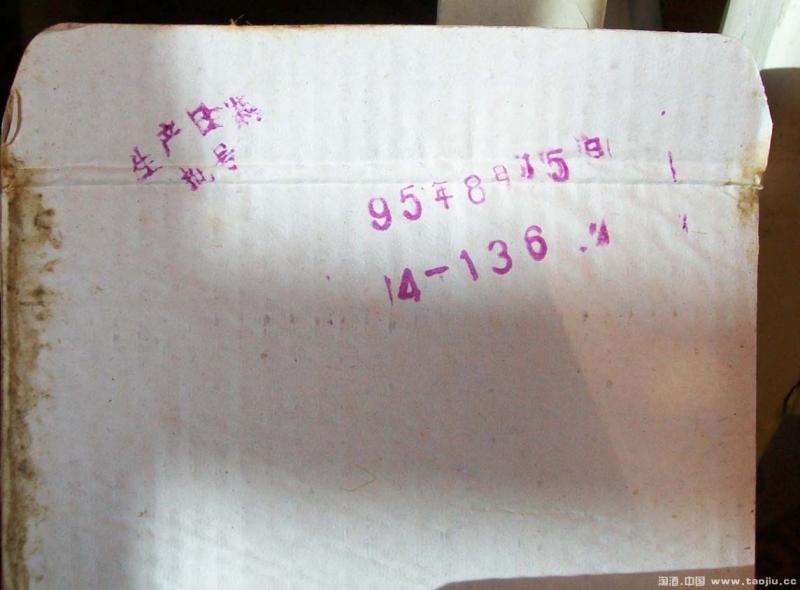 生产日期
批号
95年8月15日
14-136
淘酒.中国 www.taojiu.cc